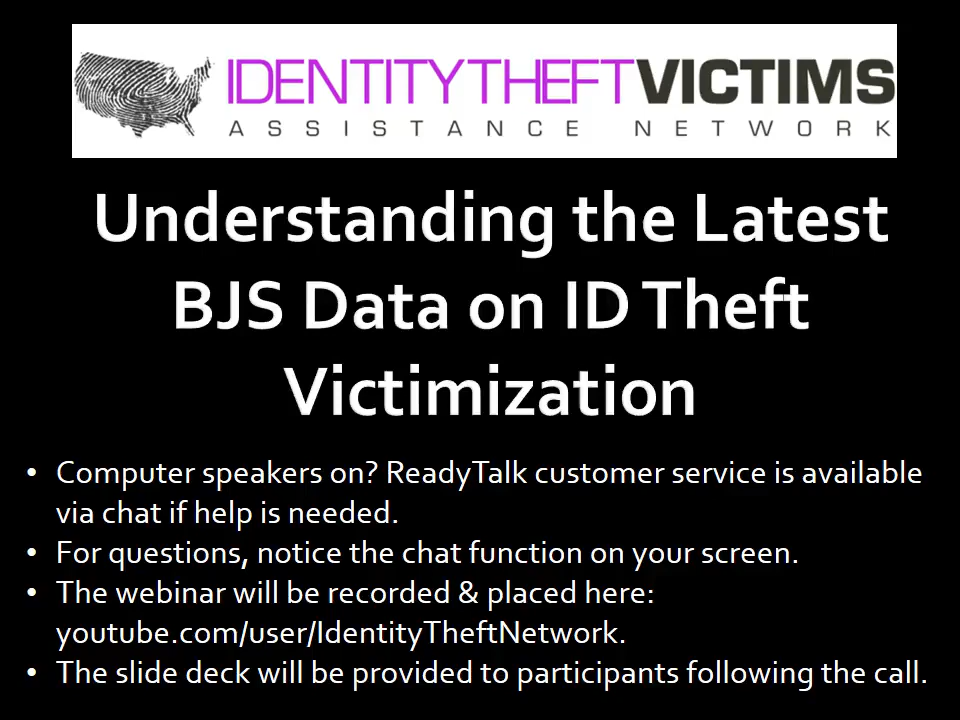 IDENTITYTHEFTVICTIMS
ASSISTANCE NETWORK
Understanding the Latest
BJS Data on ID Theft
Victimization
• Computer speakers on? ReadyTalk customer service is available
via chat if help is needed.
• For questions, notice the chat function on your screen.
• The webinar will be recorded & placed here:
youtube.com/user/IdentityTheftNetwork.
• The slide deck will be provided to participants following the call.